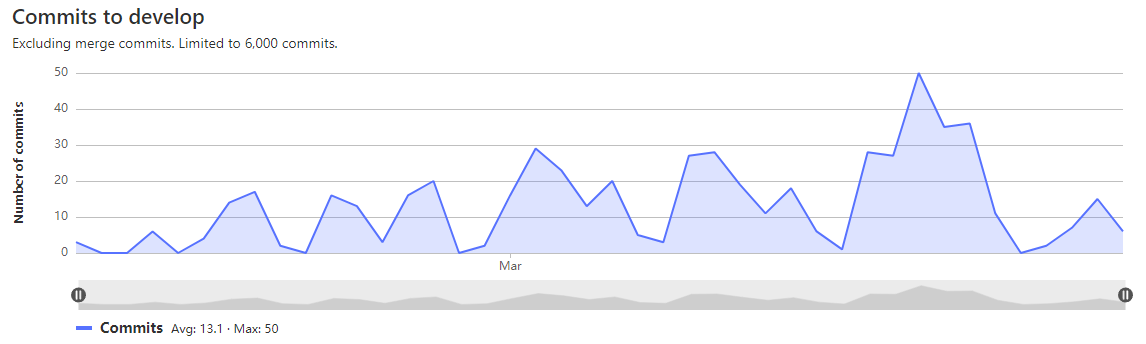 Commits to develop
Excluding merge commits. Limited to 6,000 commits.
Number of commits
50
40
30
20
10
0
Mar
Commits Avg: 13.1 · Max: 50